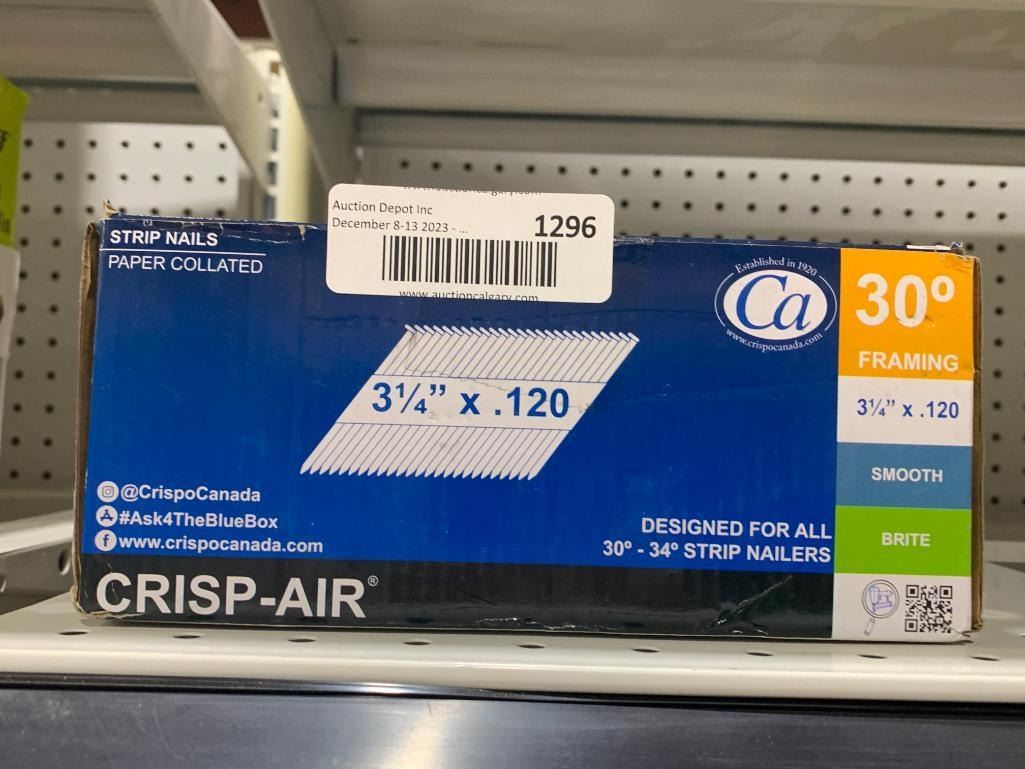 Auction Depot Inc
December 8-13 2023 - ...
1296
www.auctioncalgary.com
STRIP NAILS
PAPER COLLATED
Established in 1920
Ca
www.crispocanada.com
30º
FRAMING
3¼” x .120
3¼” x .120
SMOOTH
BRITE
@CrispoCanada
#Ask4TheBlueBox
www.crispocanada.com
DESIGNED FOR ALL
30º - 34º STRIP NAILERS
CRISP-AIR®